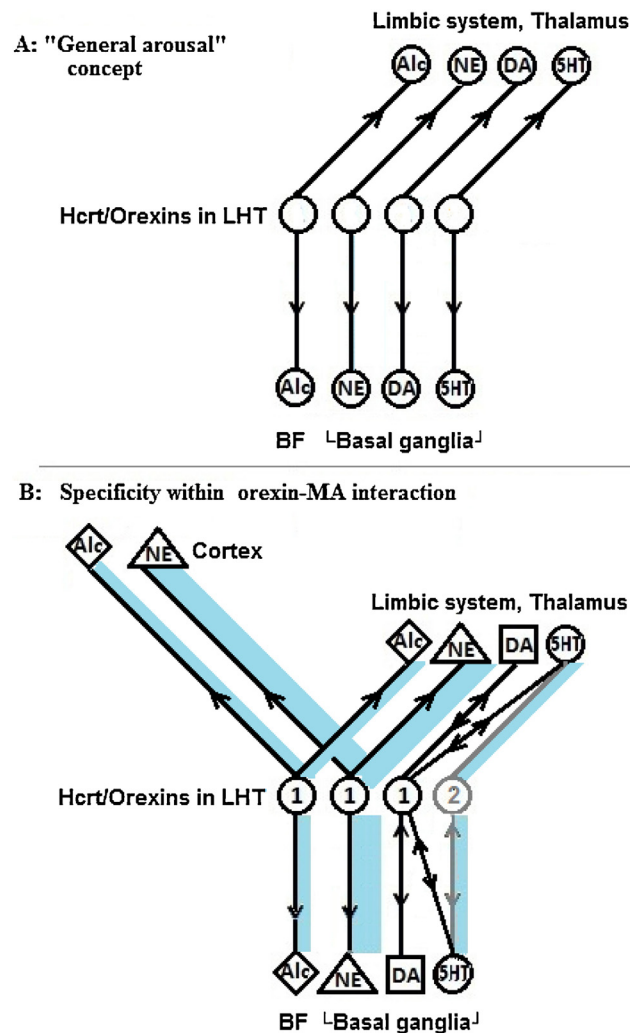 A: "General arousal"
concept
Limbic system, Thalamus
Alc NE DA 5HT
Hcrt/Orexins in LHT
Alc NE DA 5HT
BF └Basal ganglia┘
B: Specificity within orexin-MA interaction
Alc NE Cortex
Limbic system, Thalamus
Alc NE DA 5HT
Hcrt/Orexins in LHT 1 1 1 2
Alc NE DA 5HT
BF └Basal ganglia┘